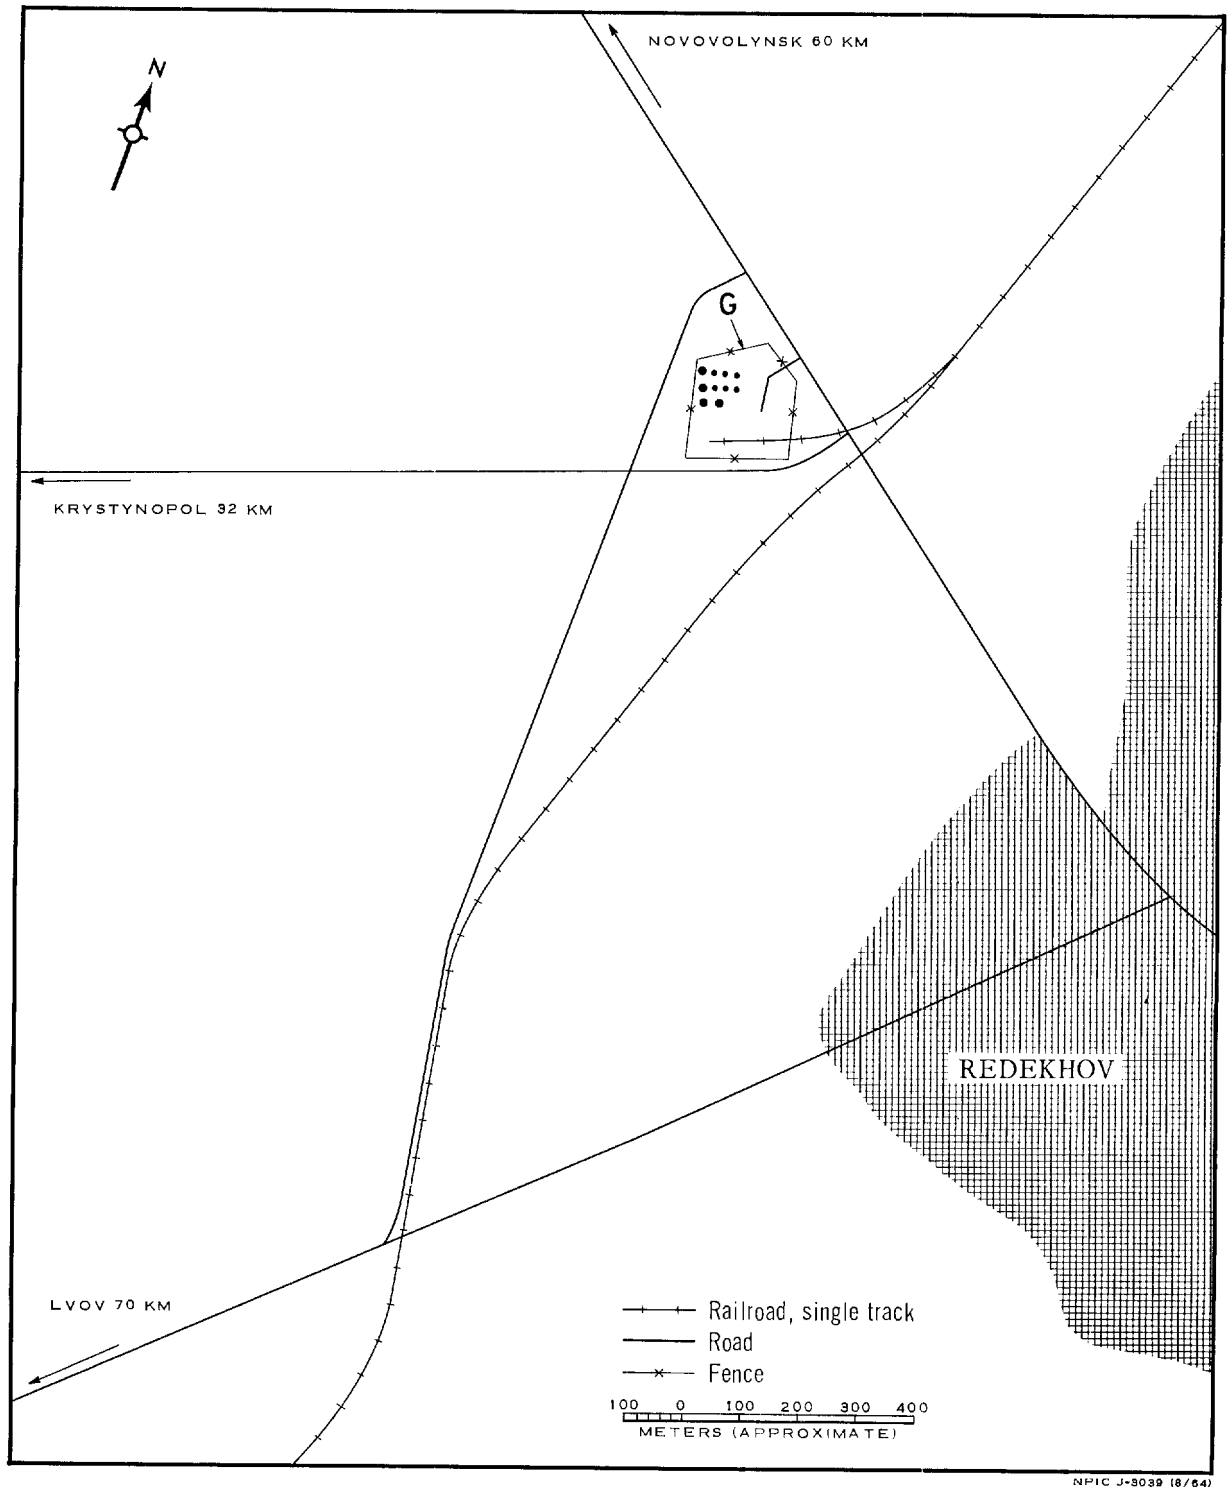 NOVOVOLYNSK 60 KM
N
G
KRYSTYNOPOL 32 KM
REDEKHOV
LVOV 70 KM
Railroad, single track
Road
Fence
100 0 100 200 300 400
METERS (APPROXIMATE)
NPIC J-3039 (8/64)